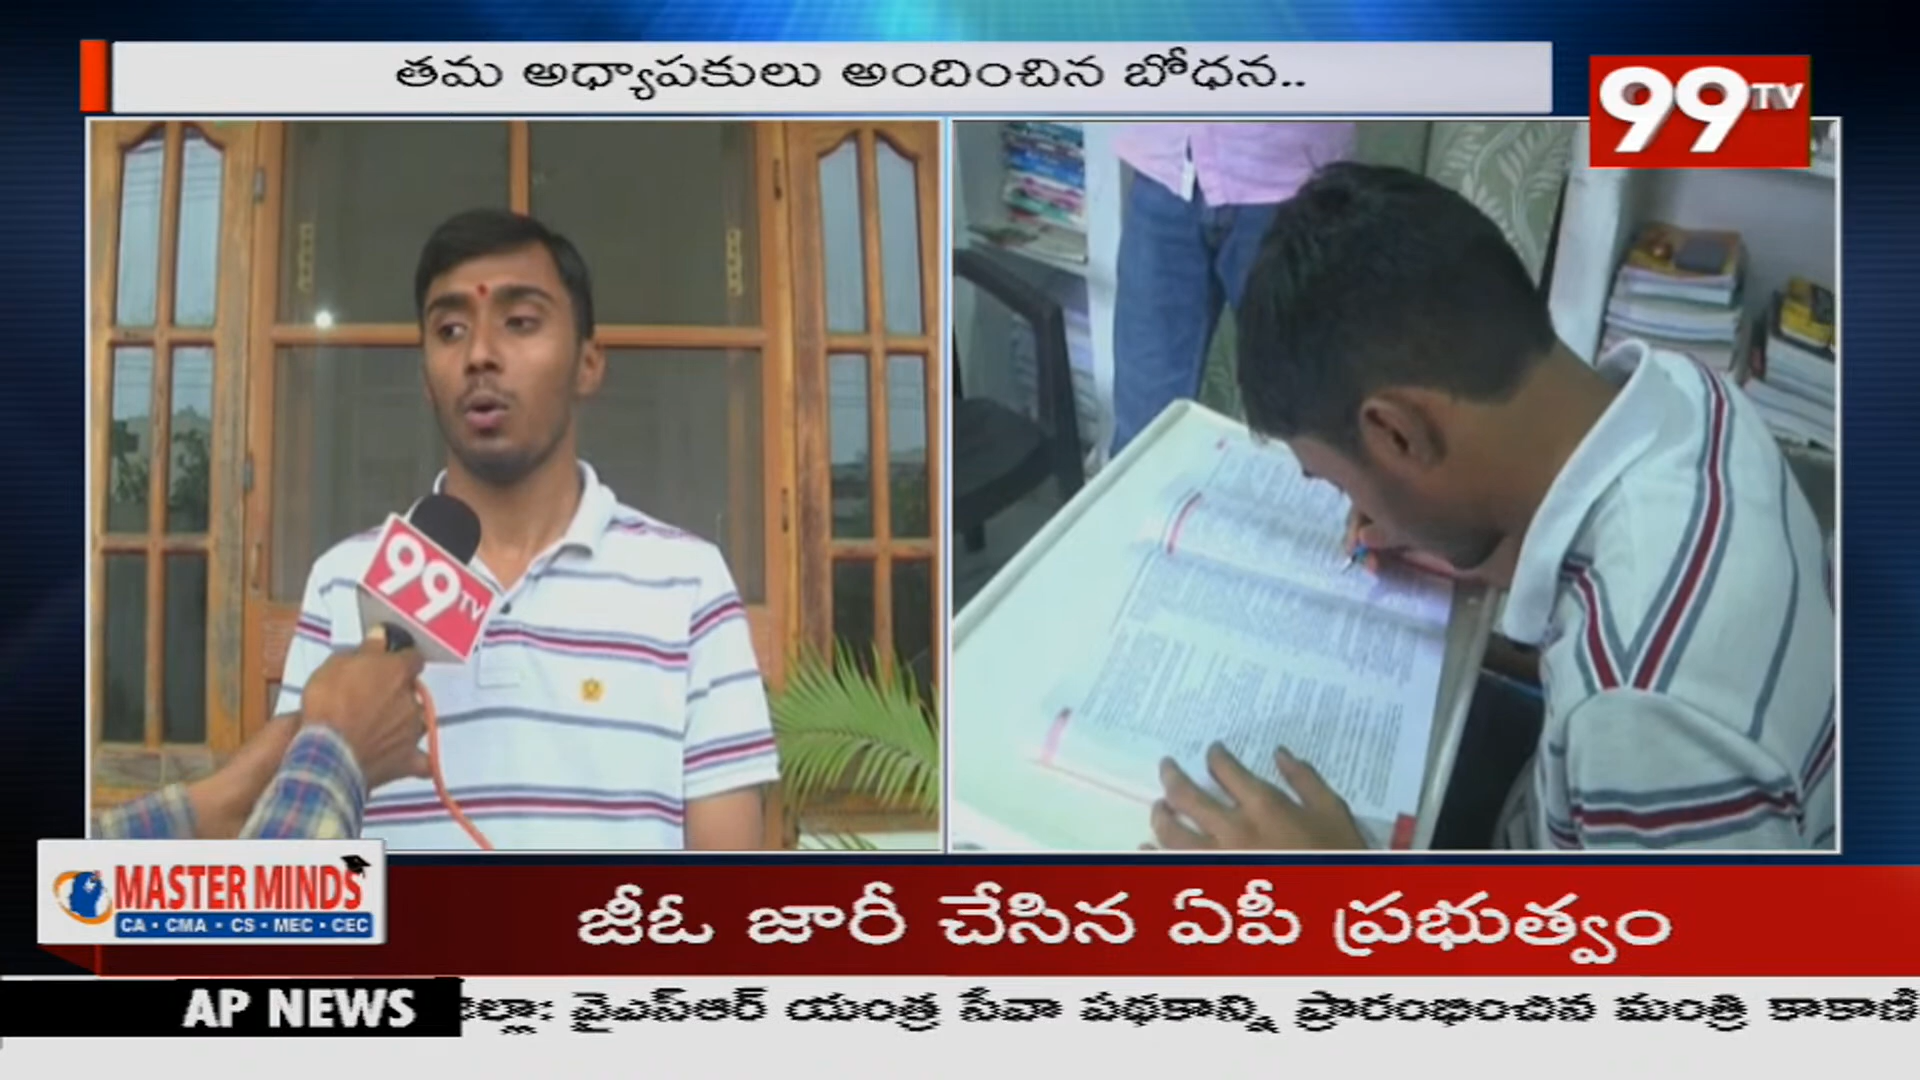 తమ అధ్యాపకులు అందించిన బోధన..
99TV
99TV
MASTER MINDS
CA • CMA • CS • MEC • CEC
జీఓ జారీ చేసిన ఏపీ ప్రభుత్వం
AP NEWS
వైఎస్ఆర్ యంత్ర సేవా పథకాన్ని ప్రారంభించిన మంత్రి కాకాణి